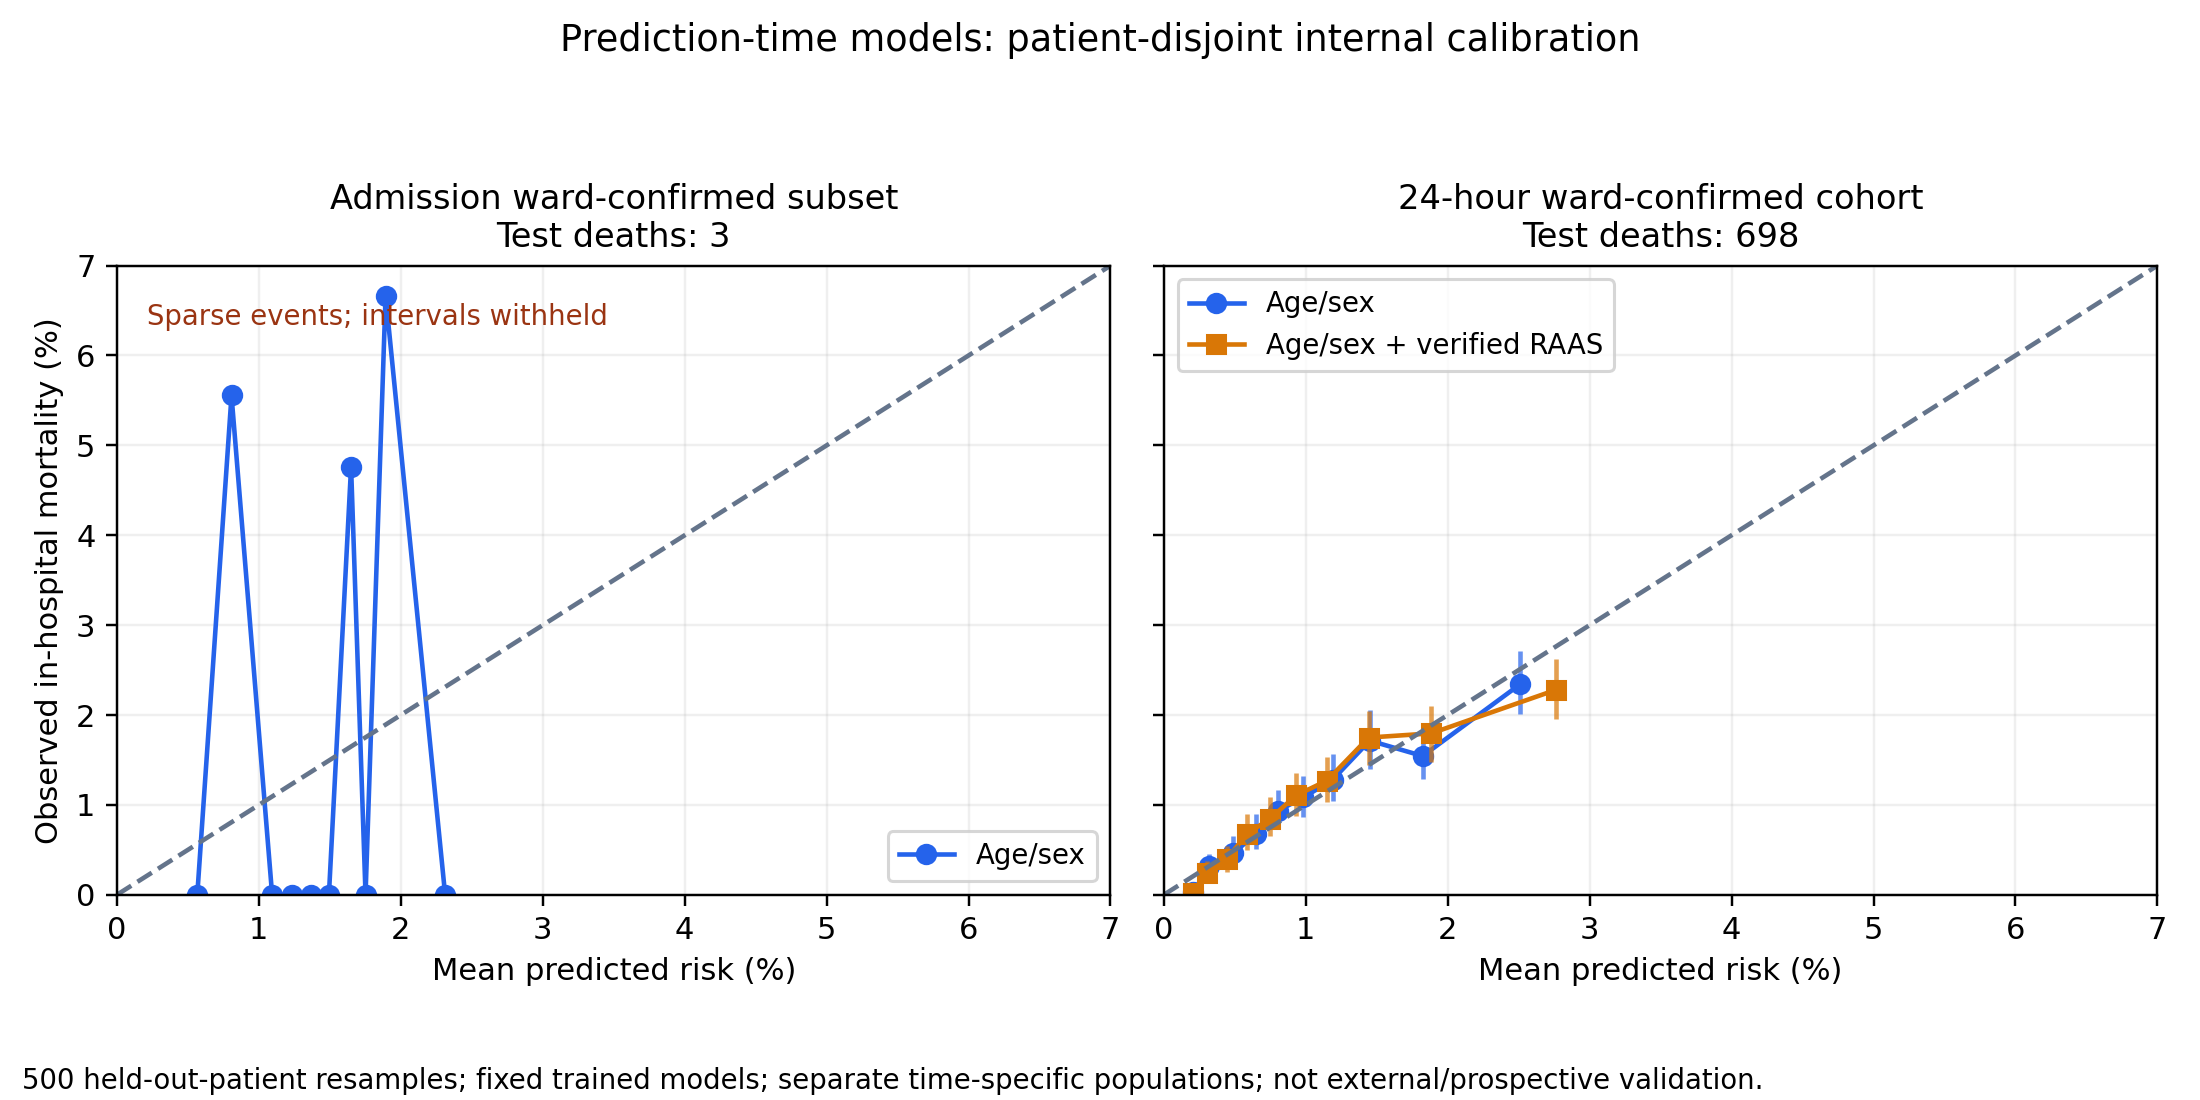 Prediction-time models: patient-disjoint internal calibration
Admission ward-confirmed subset
Test deaths: 3
Sparse events; intervals withheld
Observed in-hospital mortality (%)
7
6
5
4
3
2
1
0
0 1 2 3 4 5 6 7
Mean predicted risk (%)
Age/sex
24-hour ward-confirmed cohort
Test deaths: 698
Age/sex
Age/sex + verified RAAS
0 1 2 3 4 5 6 7
Mean predicted risk (%)
500 held-out-patient resamples; fixed trained models; separate time-specific populations; not external/prospective validation.